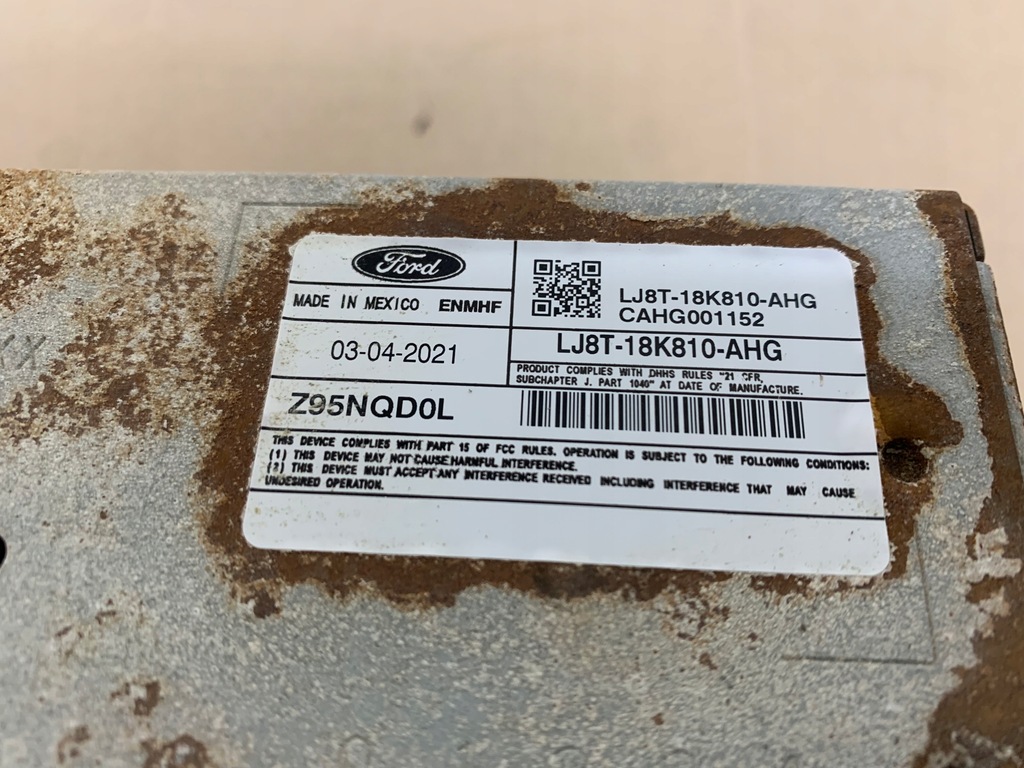 Ford
MADE IN MEXICO ENMHF
03-04-2021
Z95NQD0L
LJ8T-18K810-AHG
CAHG001152
LJ8T-18K810-AHG
PRODUCT COMPLIES WITH DHHS RULES "21 CFR,
SUBCHAPTER J, PART 1040" AT DATE OF MANUFACTURE.
THIS DEVICE COMPLIES WITH PART 15 OF FCC RULES. OPERATION IS SUBJECT TO THE FOLLOWING CONDITIONS:
(1) THIS DEVICE MAY NOT CAUSE HARMFUL INTERFERENCE.
(2) THIS DEVICE MUST ACCEPT ANY INTERFERENCE RECEIVED INCLUDING INTERFERENCE THAT MAY CAUSE
UNDESIRED OPERATION.